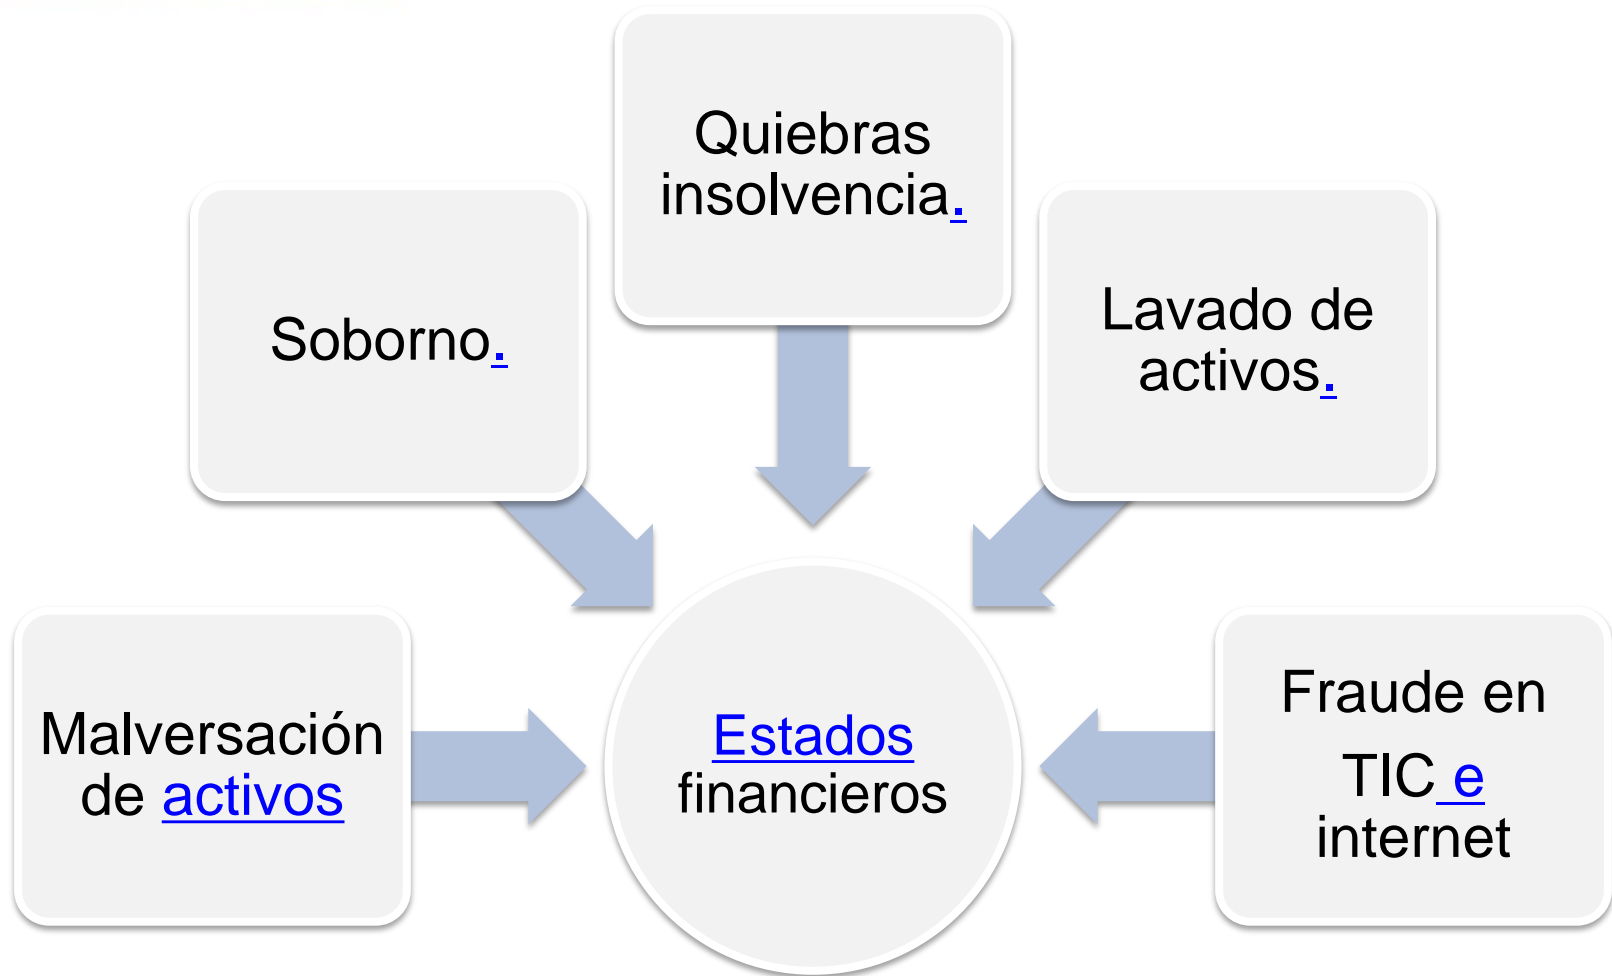 Quiebras
insolvencia.
Soborno.
Lavado de
activos.
Malversación
de activos
Estados
financieros
Fraude en
TIC e
internet